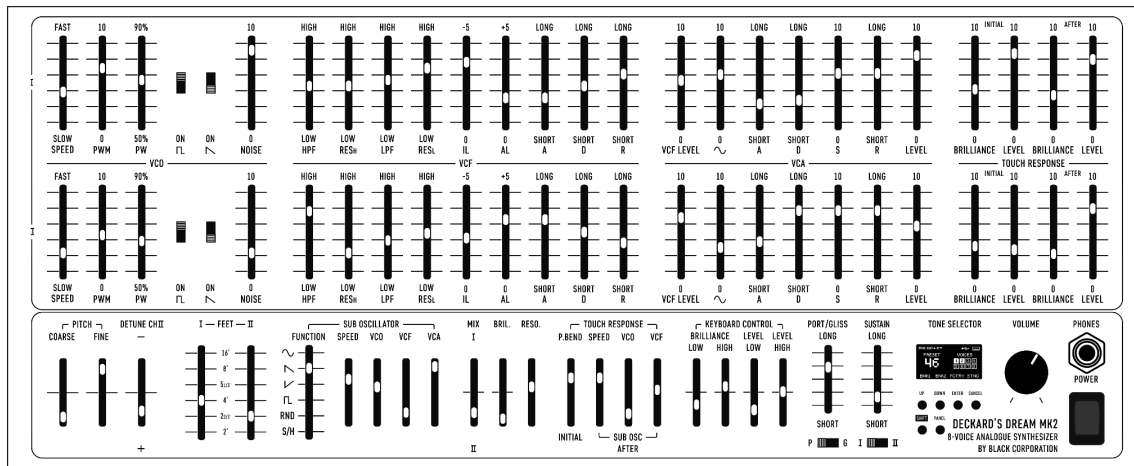 FAST 10 90% 10 HIGH HIGH HIGH HIGH -5 +5 LONG LONG LONG 10 10 LONG LONG 10 LONG 10 10 INITIAL 10 AFTER 10 10
I
SLOW 0 50% ON ON 0 LOW LOW LOW LOW 0 0 SHORT SHORT SHORT 0 0 SHORT SHORT 0 SHORT 0 0 0 0 0
SPEED PWM PW NOISE HPF RESH LPF RESL IL AL A D R VCF LEVEL A D S R LEVEL BRILLIANCE LEVEL BRILLIANCE LEVEL
VCO VCF VCA TOUCH RESPONSE
FAST 10 90% 10 HIGH HIGH HIGH HIGH -5 +5 LONG LONG LONG 10 10 LONG LONG 10 LONG 10 10 INITIAL 10 AFTER 10 10
I
SLOW 0 50% ON ON 0 LOW LOW LOW LOW 0 0 SHORT SHORT SHORT 0 0 SHORT SHORT 0 SHORT 0 0 0 0 0
SPEED PWM PW NOISE HPF RESH LPF RESL IL AL A D R VCF LEVEL A D S R LEVEL BRILLIANCE LEVEL BRILLIANCE LEVEL
PITCH DETUNE CHII I — FEET — II SUB OSCILLATOR MIX BRIL. RESO. TOUCH RESPONSE KEYBOARD CONTROL PORT/GLISS SUSTAIN TONE SELECTOR VOLUME PHONES
COARSE FINE − FUNCTION SPEED VCO VCF VCA I P.BEND SPEED VCO VCF BRILLIANCE LEVEL LEVEL LONG LONG
LOW HIGH LOW HIGH
16'
8'
5 1/3'
4'
2 2/3'
2'
RND
S/H
+
II
INITIAL SUB OSC
AFTER
SHORT SHORT
P G I II
PRESET VOICES
46
BNK1 BNK2 FCTRY STNG
UP DOWN ENTER CANCEL
SHIFT PANEL
POWER
DECKARD'S DREAM MK2
8-VOICE ANALOGUE SYNTHESIZER
BY BLACK CORPORATION